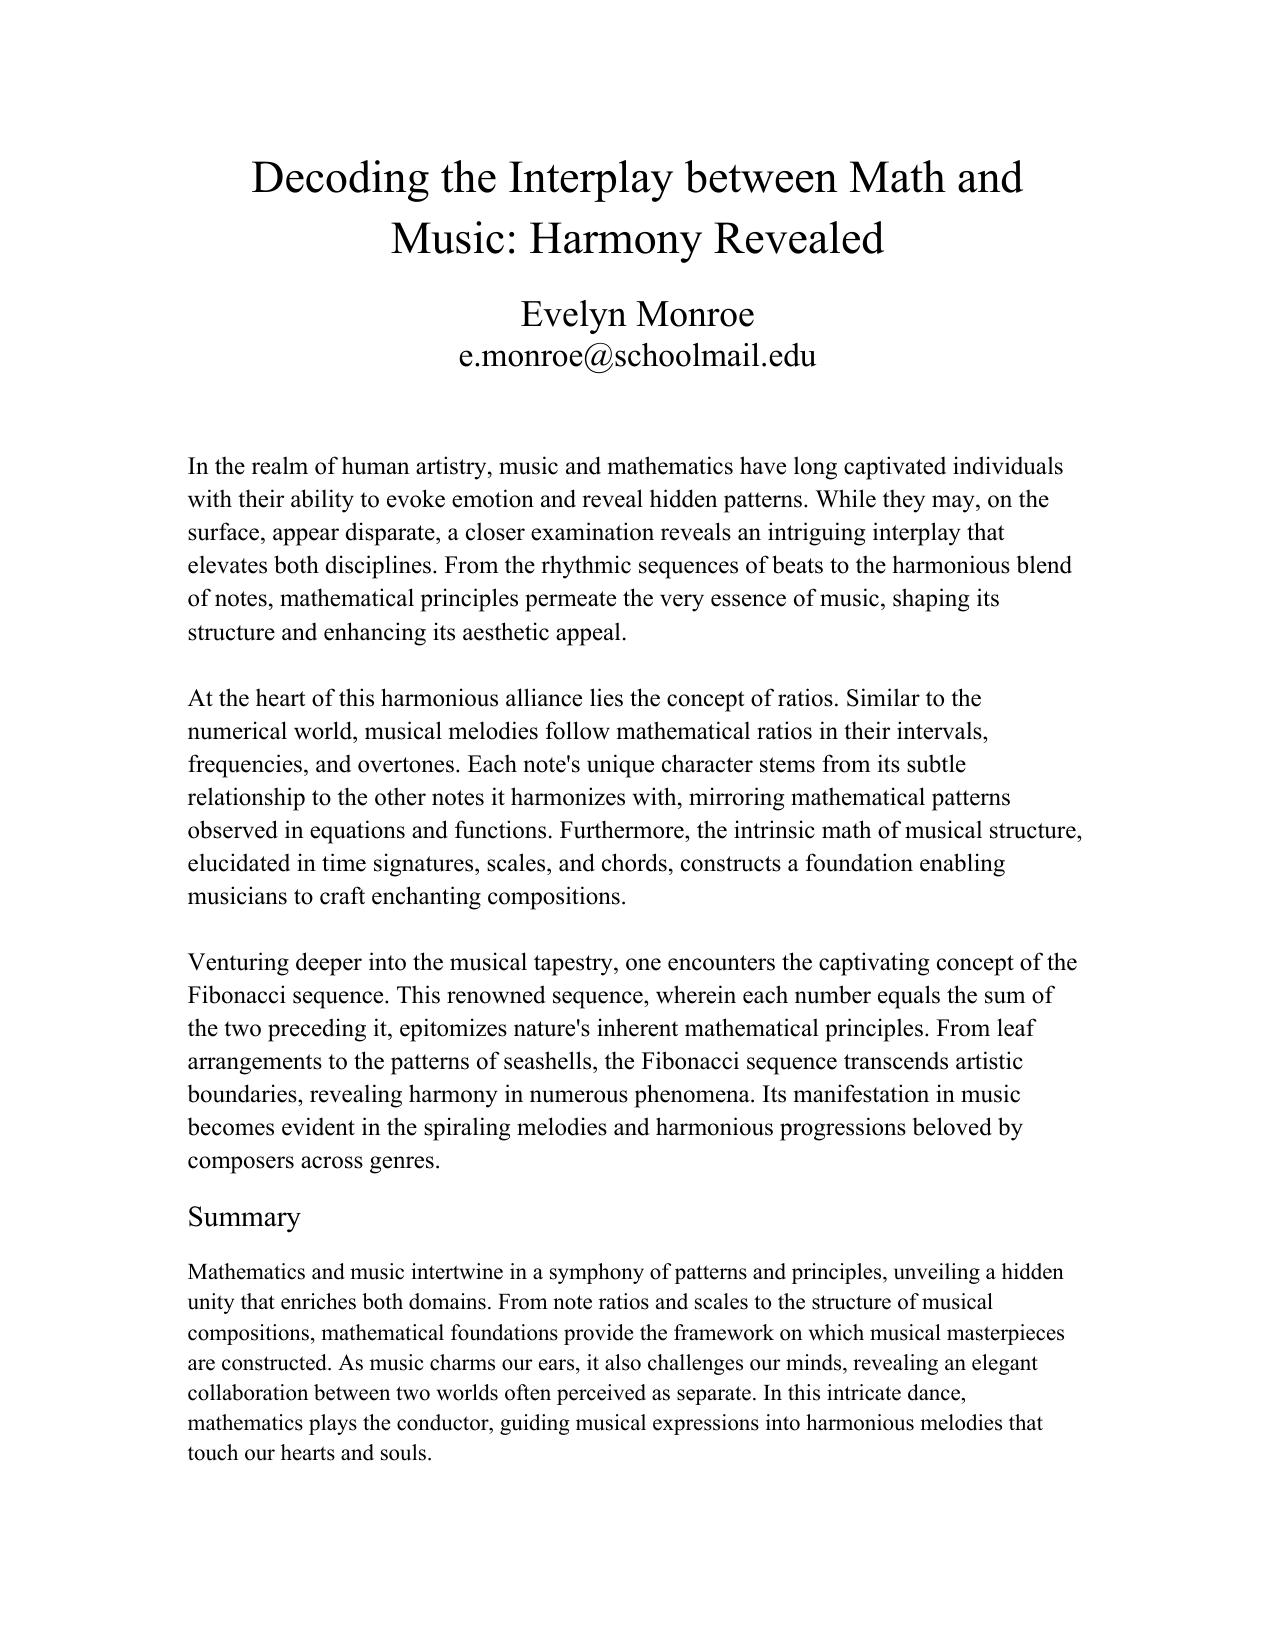 Decoding the Interplay between Math and
Music: Harmony Revealed
Evelyn Monroe
e.monroe@schoolmail.edu
In the realm of human artistry, music and mathematics have long captivated individuals
with their ability to evoke emotion and reveal hidden patterns. While they may, on the
surface, appear disparate, a closer examination reveals an intriguing interplay that
elevates both disciplines. From the rhythmic sequences of beats to the harmonious blend
of notes, mathematical principles permeate the very essence of music, shaping its
structure and enhancing its aesthetic appeal.
At the heart of this harmonious alliance lies the concept of ratios. Similar to the
numerical world, musical melodies follow mathematical ratios in their intervals,
frequencies, and overtones. Each note's unique character stems from its subtle
relationship to the other notes it harmonizes with, mirroring mathematical patterns
observed in equations and functions. Furthermore, the intrinsic math of musical structure,
elucidated in time signatures, scales, and chords, constructs a foundation enabling
musicians to craft enchanting compositions.
Venturing deeper into the musical tapestry, one encounters the captivating concept of the
Fibonacci sequence. This renowned sequence, wherein each number equals the sum of
the two preceding it, epitomizes nature's inherent mathematical principles. From leaf
arrangements to the patterns of seashells, the Fibonacci sequence transcends artistic
boundaries, revealing harmony in numerous phenomena. Its manifestation in music
becomes evident in the spiraling melodies and harmonious progressions beloved by
composers across genres.
Summary
Mathematics and music intertwine in a symphony of patterns and principles, unveiling a hidden
unity that enriches both domains. From note ratios and scales to the structure of musical
compositions, mathematical foundations provide the framework on which musical masterpieces
are constructed. As music charms our ears, it also challenges our minds, revealing an elegant
collaboration between two worlds often perceived as separate. In this intricate dance,
mathematics plays the conductor, guiding musical expressions into harmonious melodies that
touch our hearts and souls.